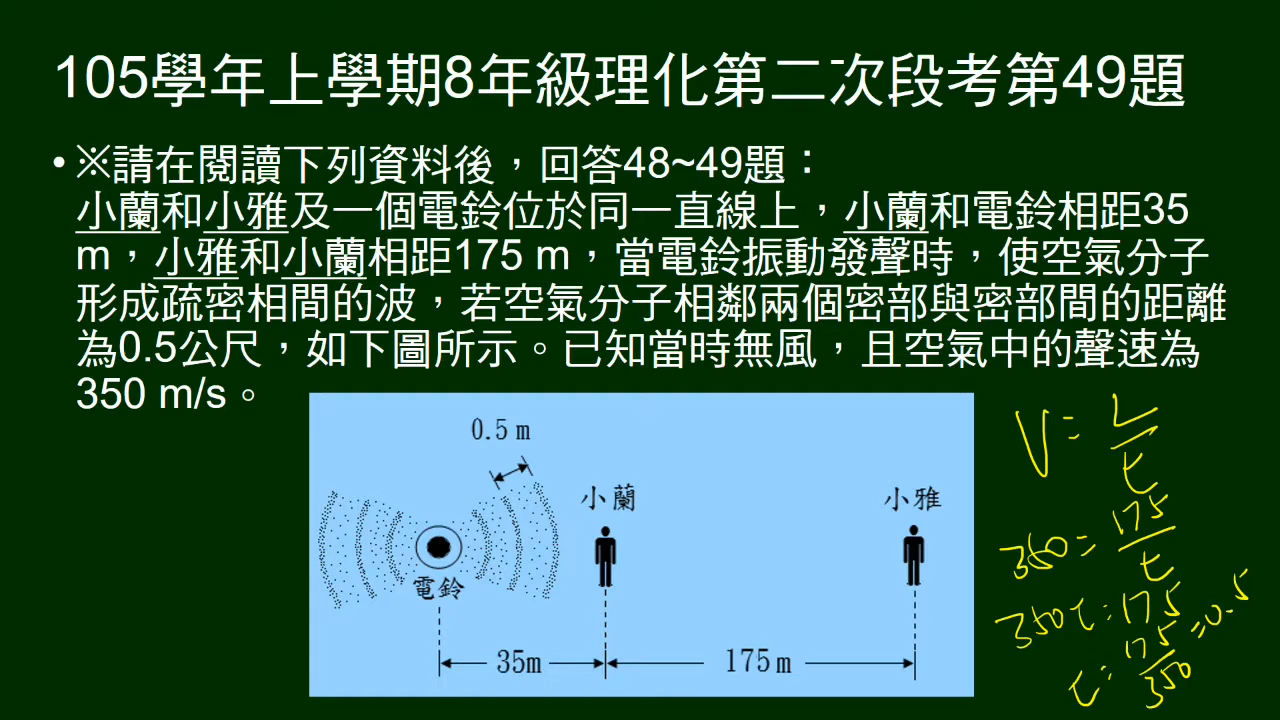 105學年上學期8年級理化第二次段考第49題
•※請在閱讀下列資料後，回答48~49題：
小蘭和小雅及一個電鈴位於同一直線上，小蘭和電鈴相距35
m，小雅和小蘭相距175 m，當電鈴振動發聲時，使空氣分子
形成疏密相間的波，若空氣分子相鄰兩個密部與密部間的距離
為0.5公尺，如下圖所示。已知當時無風，且空氣中的聲速為
350 m/s。
0.5 m
小蘭
小雅
電鈴
35m
175 m
V = L/t
350 = 175/t
350t = 175
t = 175/350 = 0.5